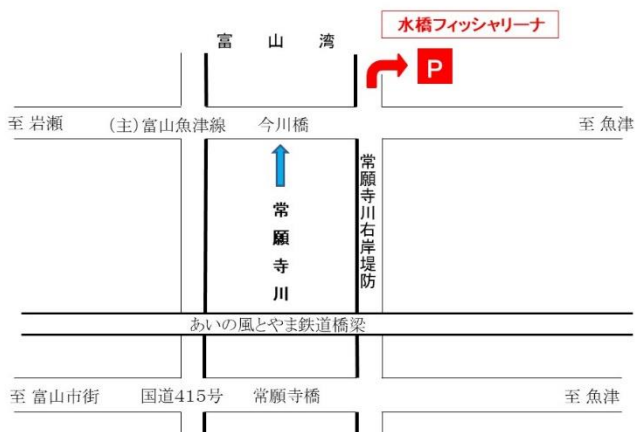 水橋フィッシャリーナ
富山湾
P
至 岩瀬 (主)富山魚津線 今川橋 至 魚津
常願寺川右岸堤防
常願寺川
あいの風とやま鉄道橋梁
至 富山市街 国道415号 常願寺橋 至 魚津